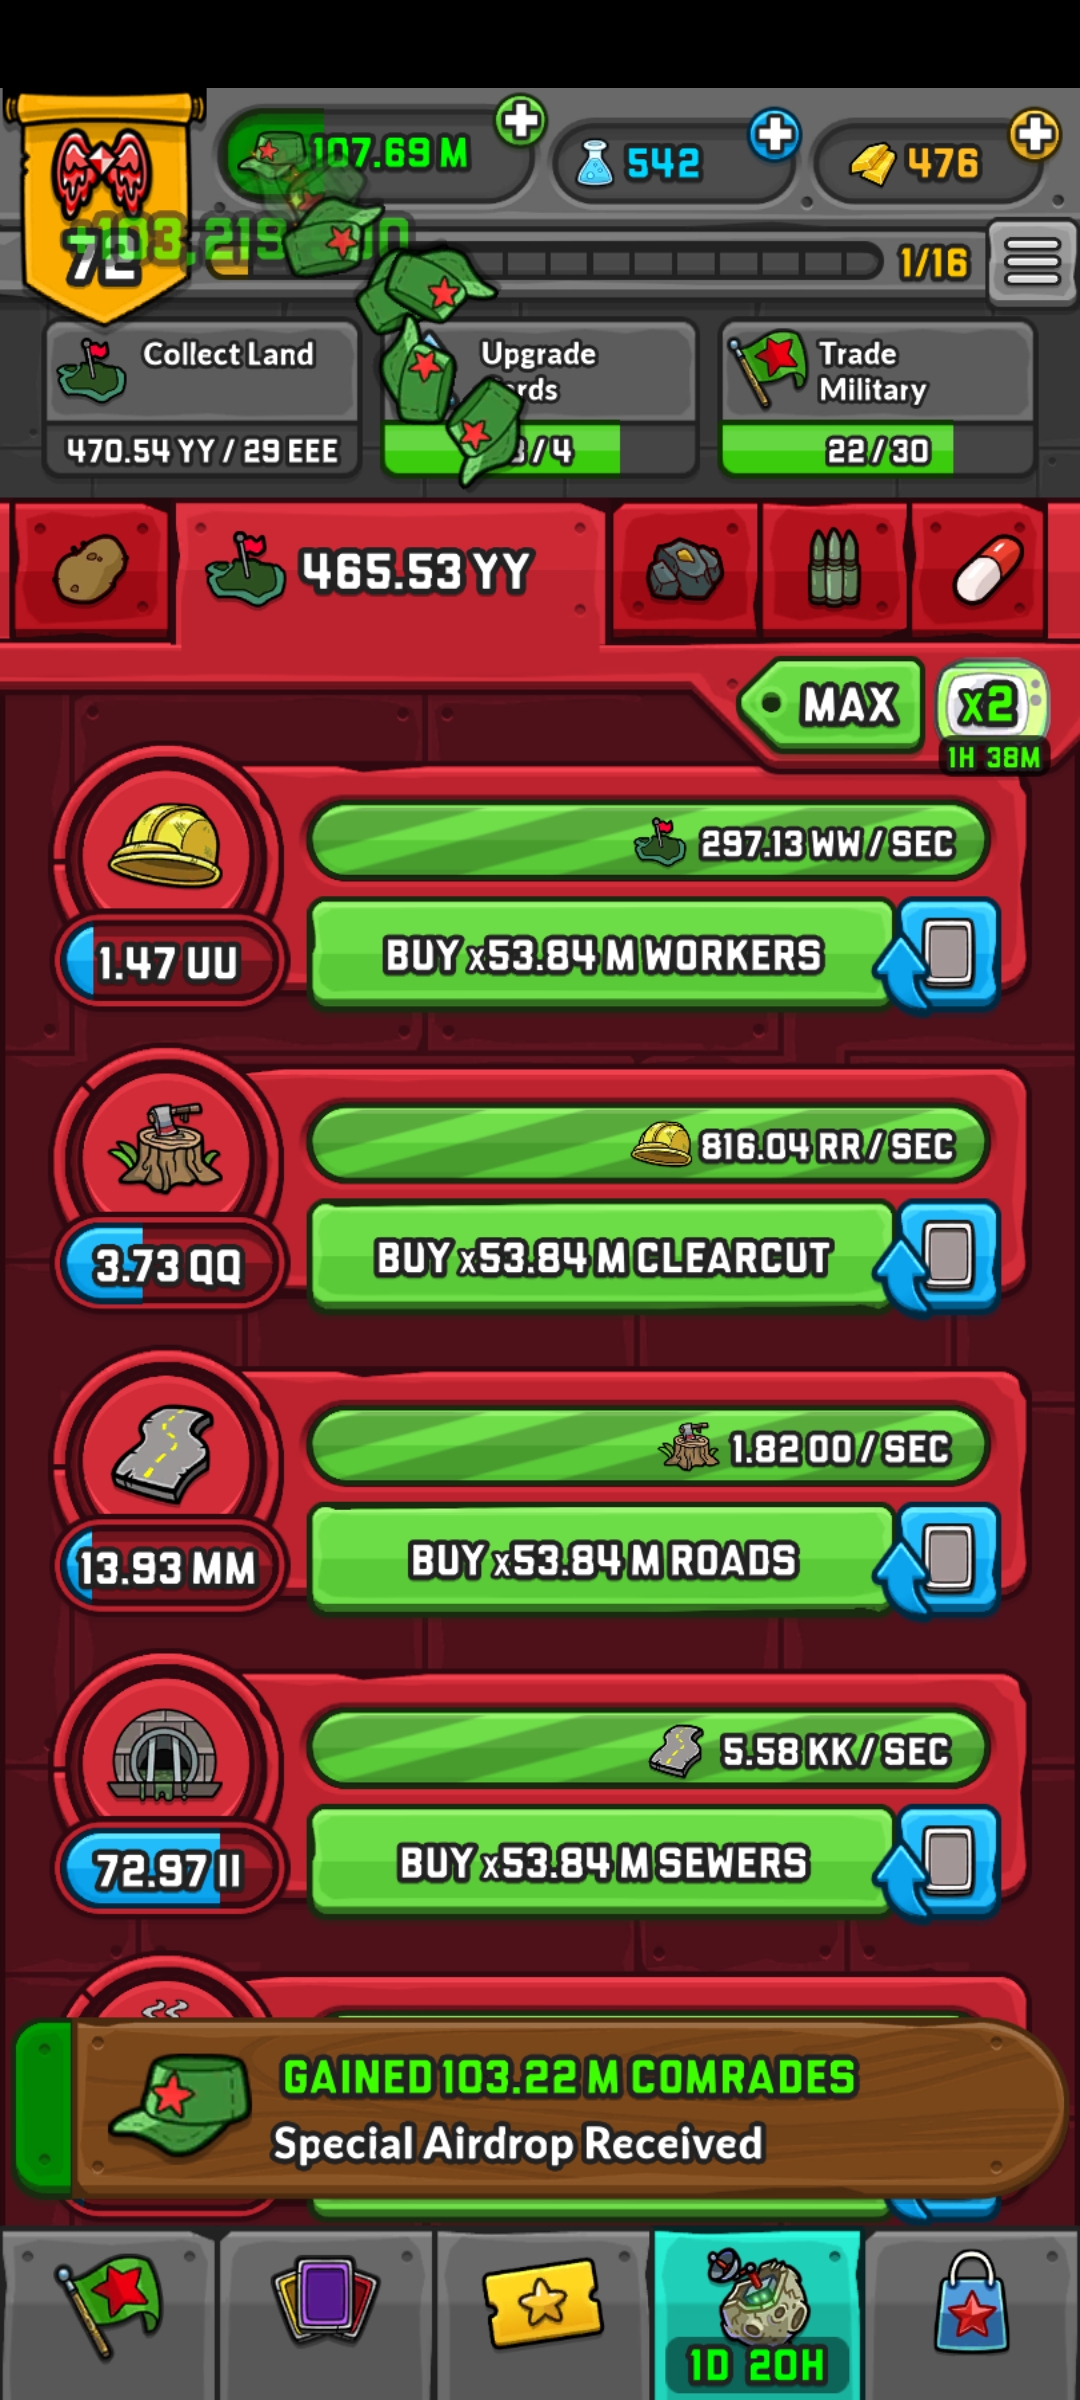 107.69 M
542
476
72
1/16
Collect Land
470.54 YY / 29 EEE
Upgrade
/ 4
Trade
Military
22 / 30
465.53 YY
MAX
x2
1H 38M
297.13 WW / SEC
1.47 UU
BUY x53.84 M WORKERS
816.04 RR / SEC
3.73 QQ
BUY x53.84 M CLEARCUT
1.82 OO / SEC
13.93 MM
BUY x53.84 M ROADS
5.58 KK / SEC
72.97 II
BUY x53.84 M SEWERS
GAINED 103.22 M COMRADES
Special Airdrop Received
1D 20H